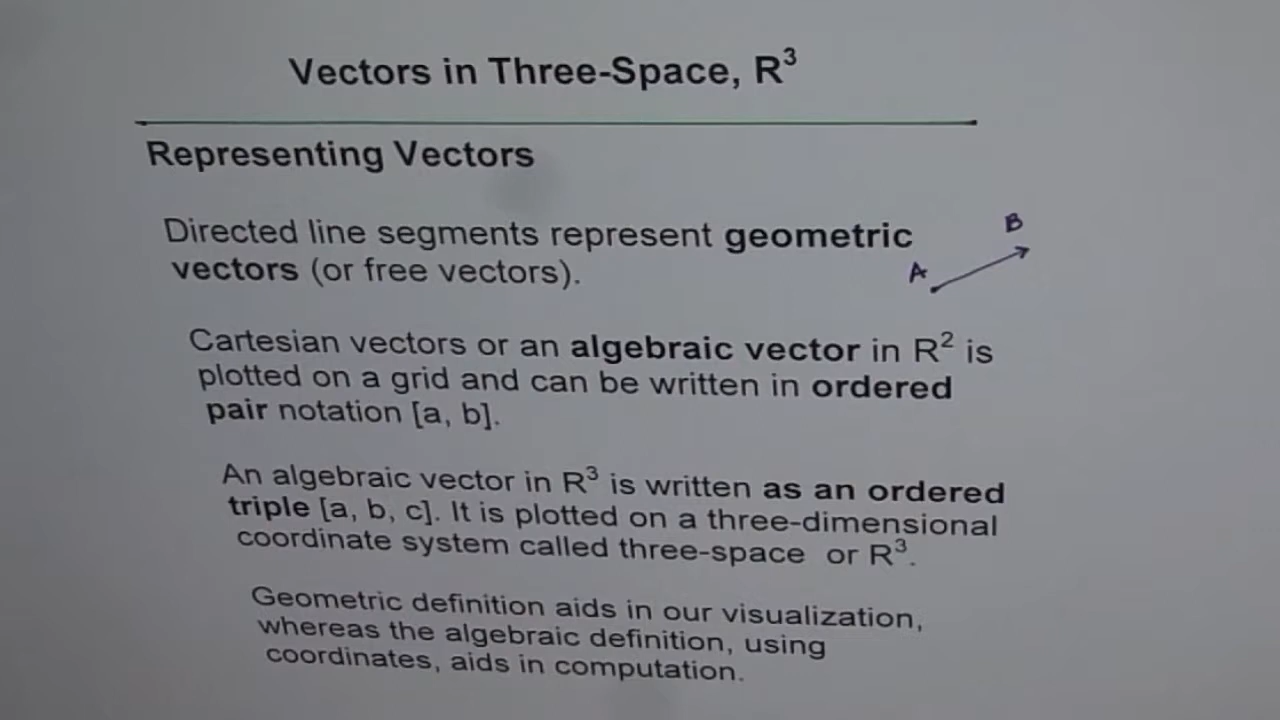 Vectors in Three-Space, R³
Representing Vectors
Directed line segments represent geometric
vectors (or free vectors).
A
B
Cartesian vectors or an algebraic vector in R² is
plotted on a grid and can be written in ordered
pair notation [a, b].
An algebraic vector in R³ is written as an ordered
triple [a, b, c]. It is plotted on a three-dimensional
coordinate system called three-space or R³.
Geometric definition aids in our visualization,
whereas the algebraic definition, using
coordinates, aids in computation.